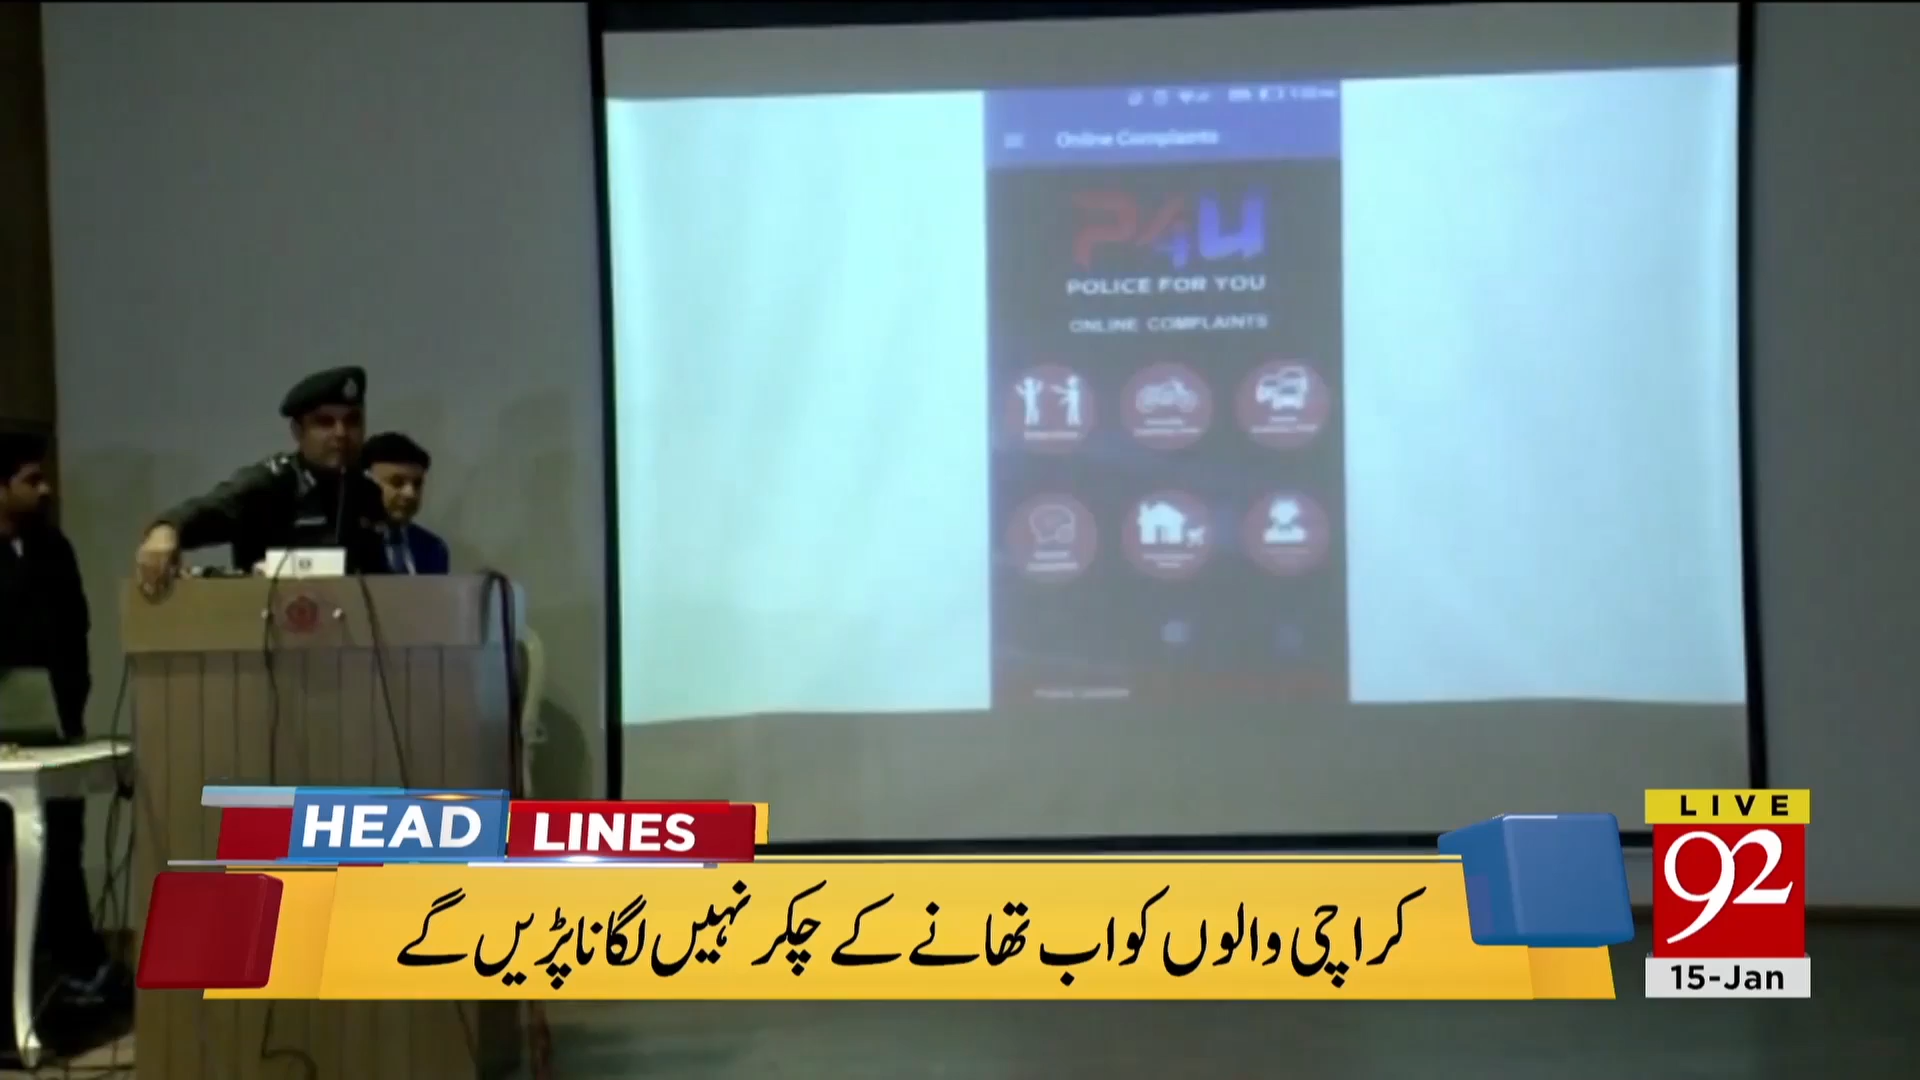 Online Complaints
P4U
POLICE FOR YOU
ONLINE COMPLAINTS
HEAD LINES
کراچی والوں کو اب تھانے کے چکر نہیں لگانا پڑیں گے
LIVE
92
15-Jan